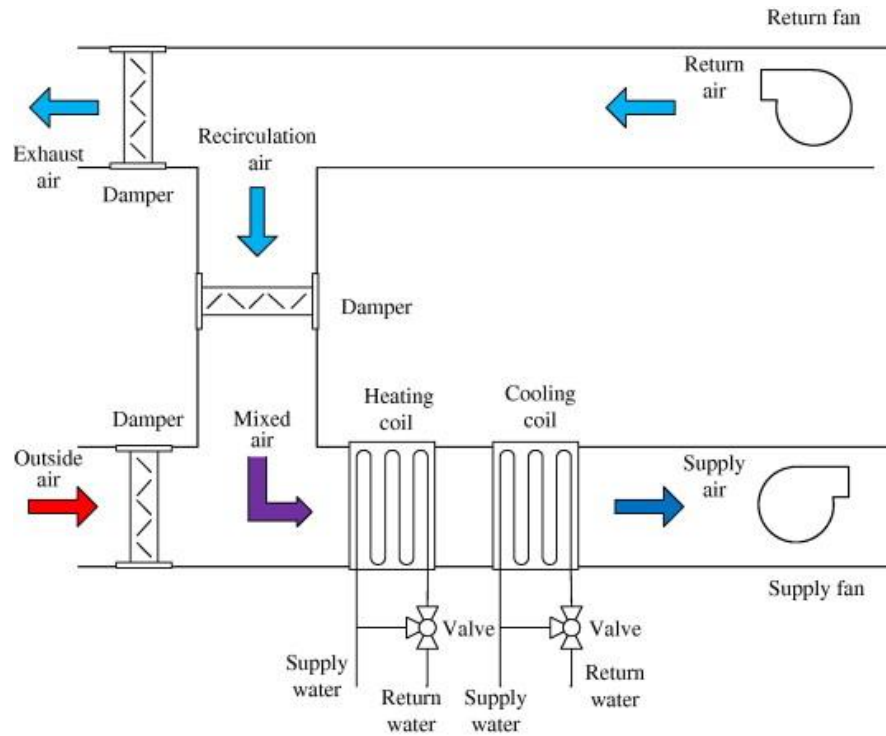 Return fan
Return
air
Exhaust
air
Recirculation
air
Damper
Damper
Damper
Mixed
air
Heating
coil
Cooling
coil
Outside
air
Supply
air
Supply fan
Valve
Valve
Supply
water
Return
water
Supply
water
Return
water